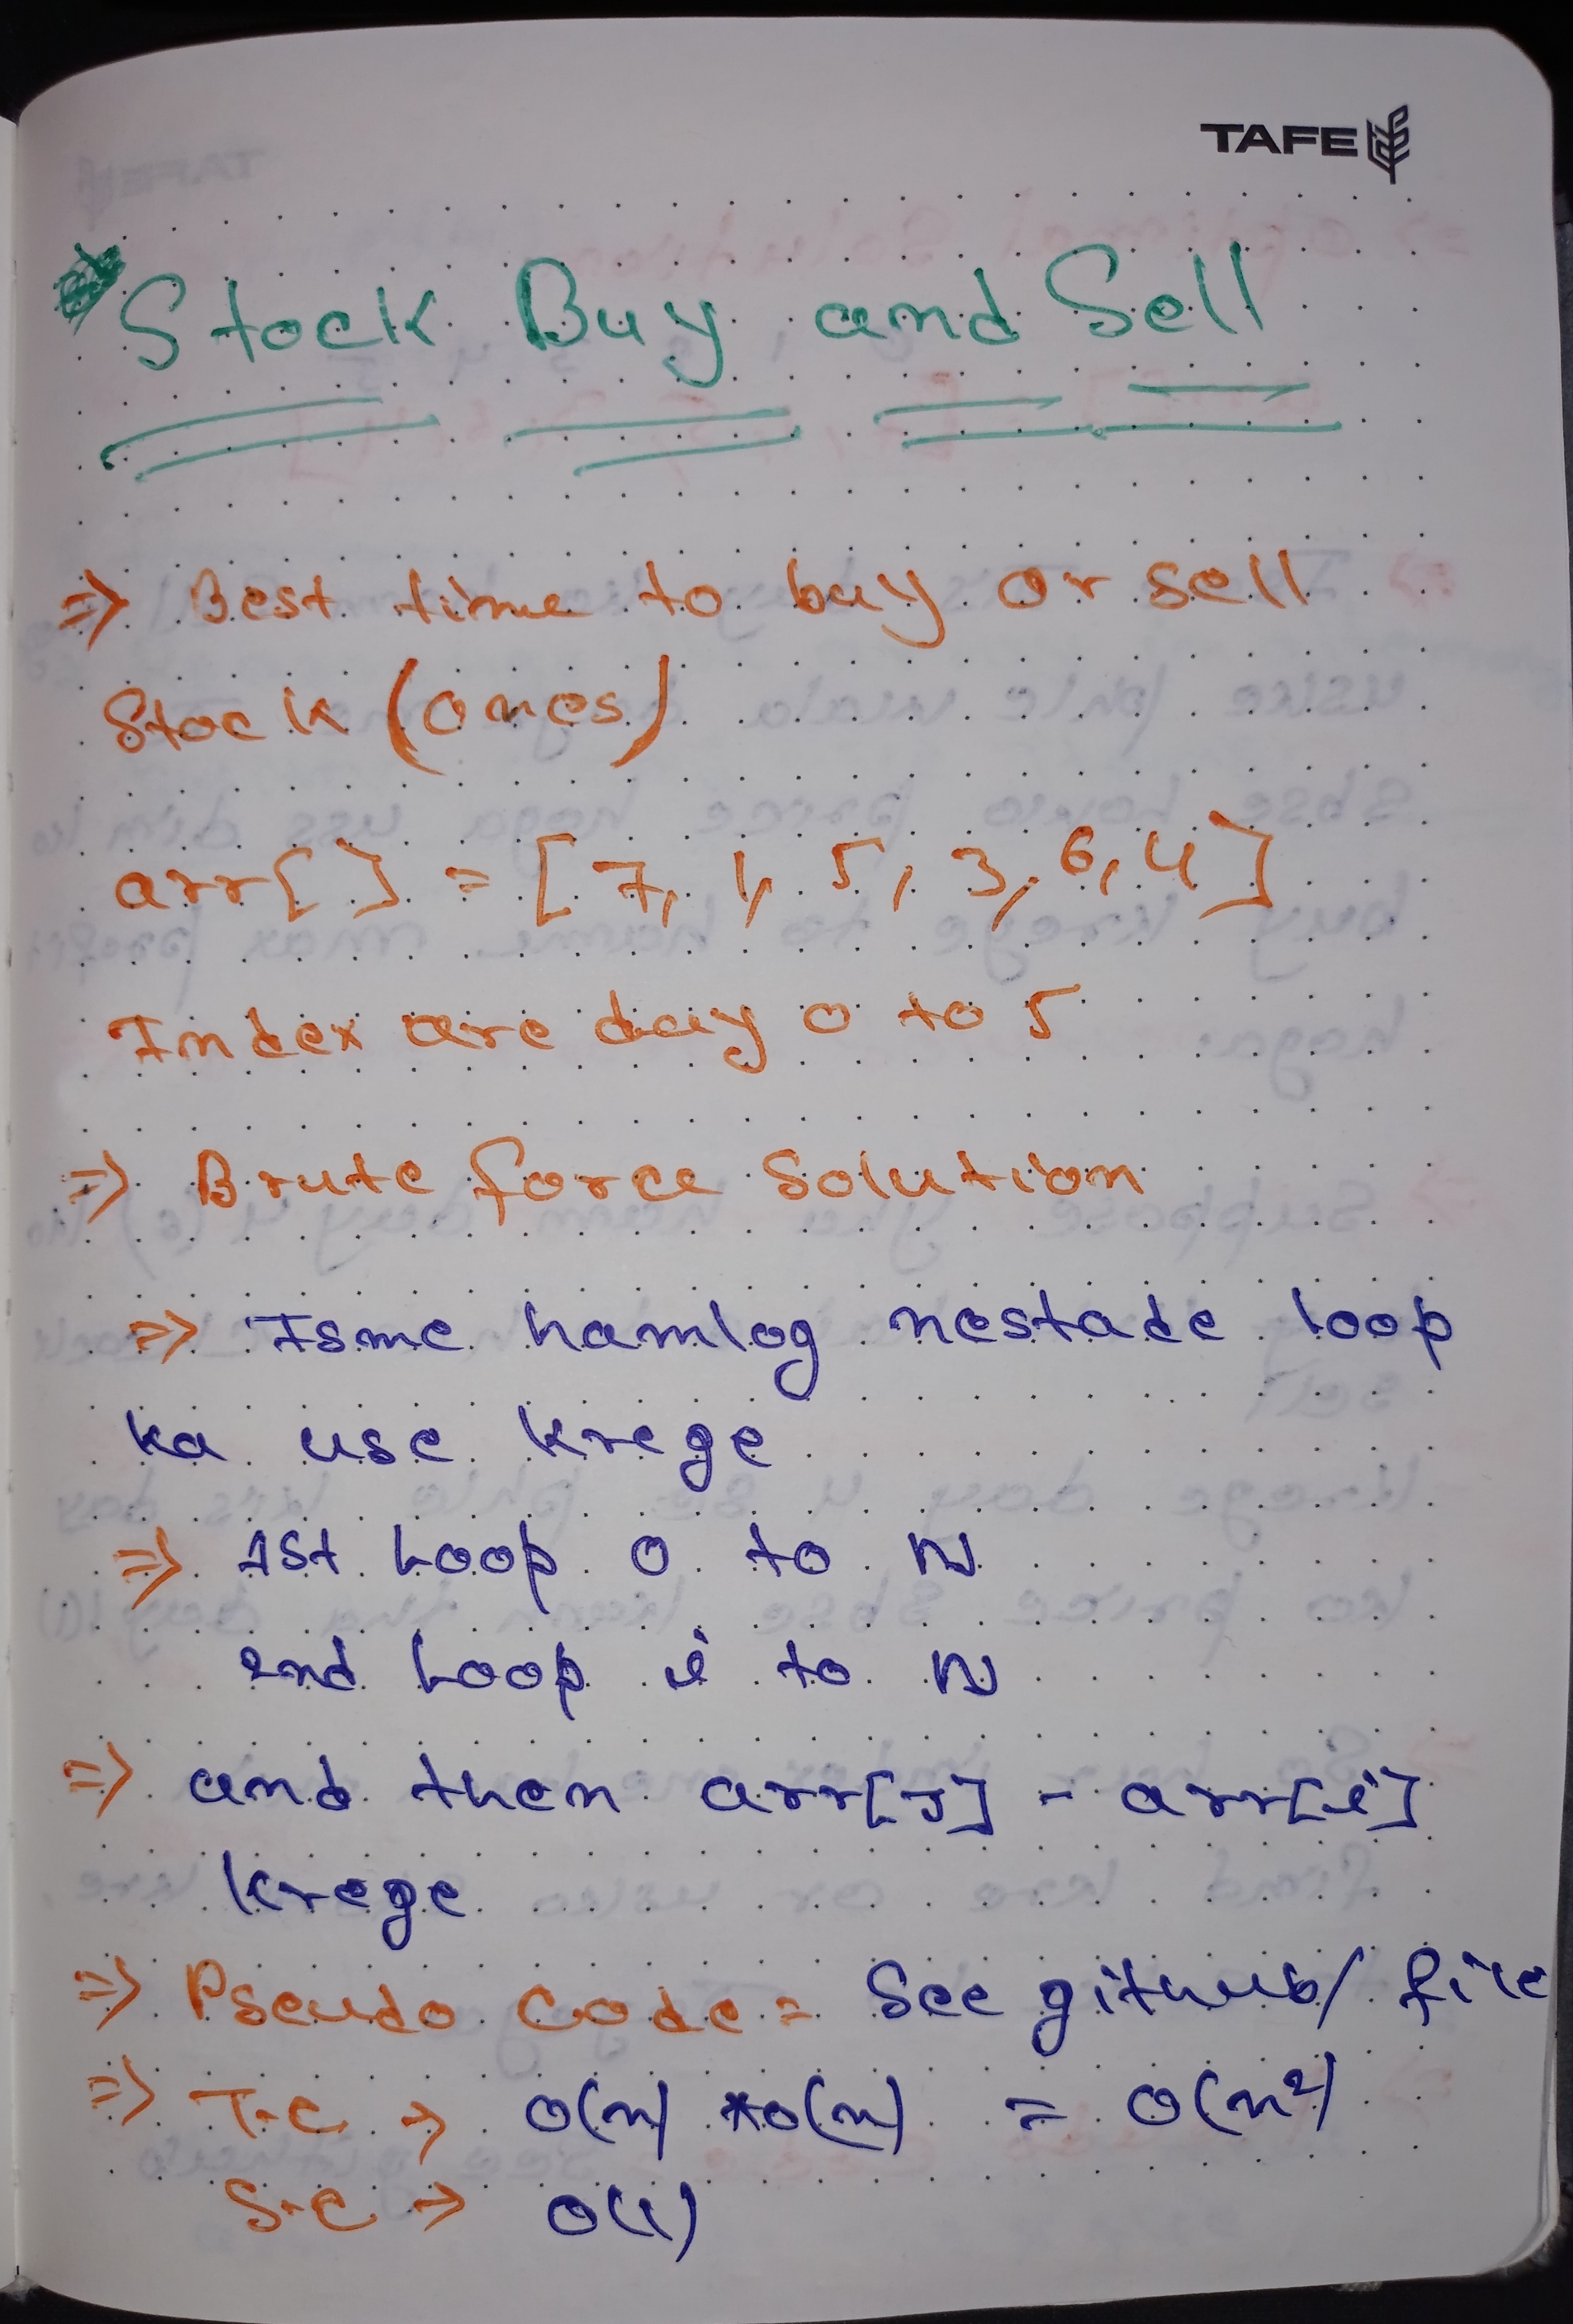 TAFE
Stock Buy and Sell
⇒ Best time to buy or sell
Stock (ones)
arr[] = [7, 1, 5, 3, 6, 4]
Index are day 0 to 5
⇒ Brute force Solution
⇒ Isme hamlog nestade loop
ka use krege
⇒ 1st Loop 0 to N
2nd Loop i to N
⇒ and then arr[J] - arr[i]
krege
⇒ Pseudo code = See github/file
⇒ T.C → O(n) * O(n) = O(n²)
S.C → O(1)